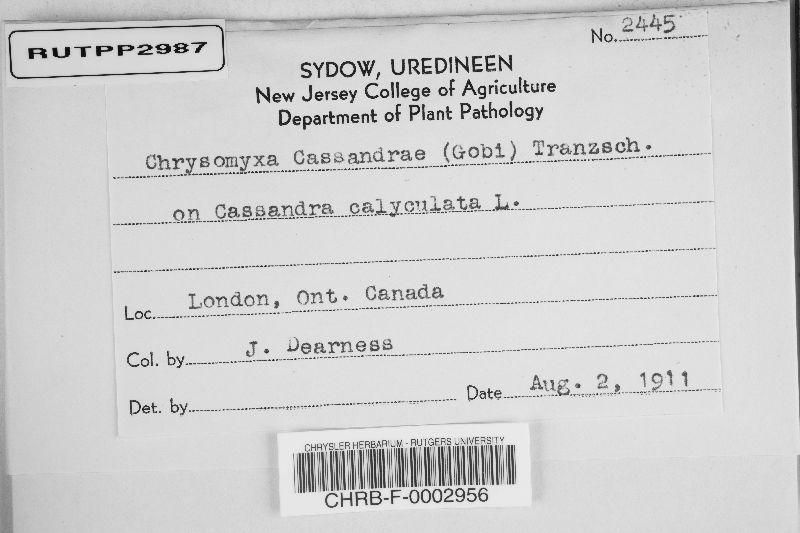 RUTPP2987
No. 2445
SYDOW, UREDINEEN
New Jersey College of Agriculture
Department of Plant Pathology
Chrysomyxa Cassandrae (Gobi) Tranzsch.
on Cassandra calyculata L.
Loc. London, Ont. Canada
Col. by J. Dearness
Det. by
Date Aug. 2, 1911
CHRYSLER HERBARIUM - RUTGERS UNIVERSITY
CHRB-F-0002956